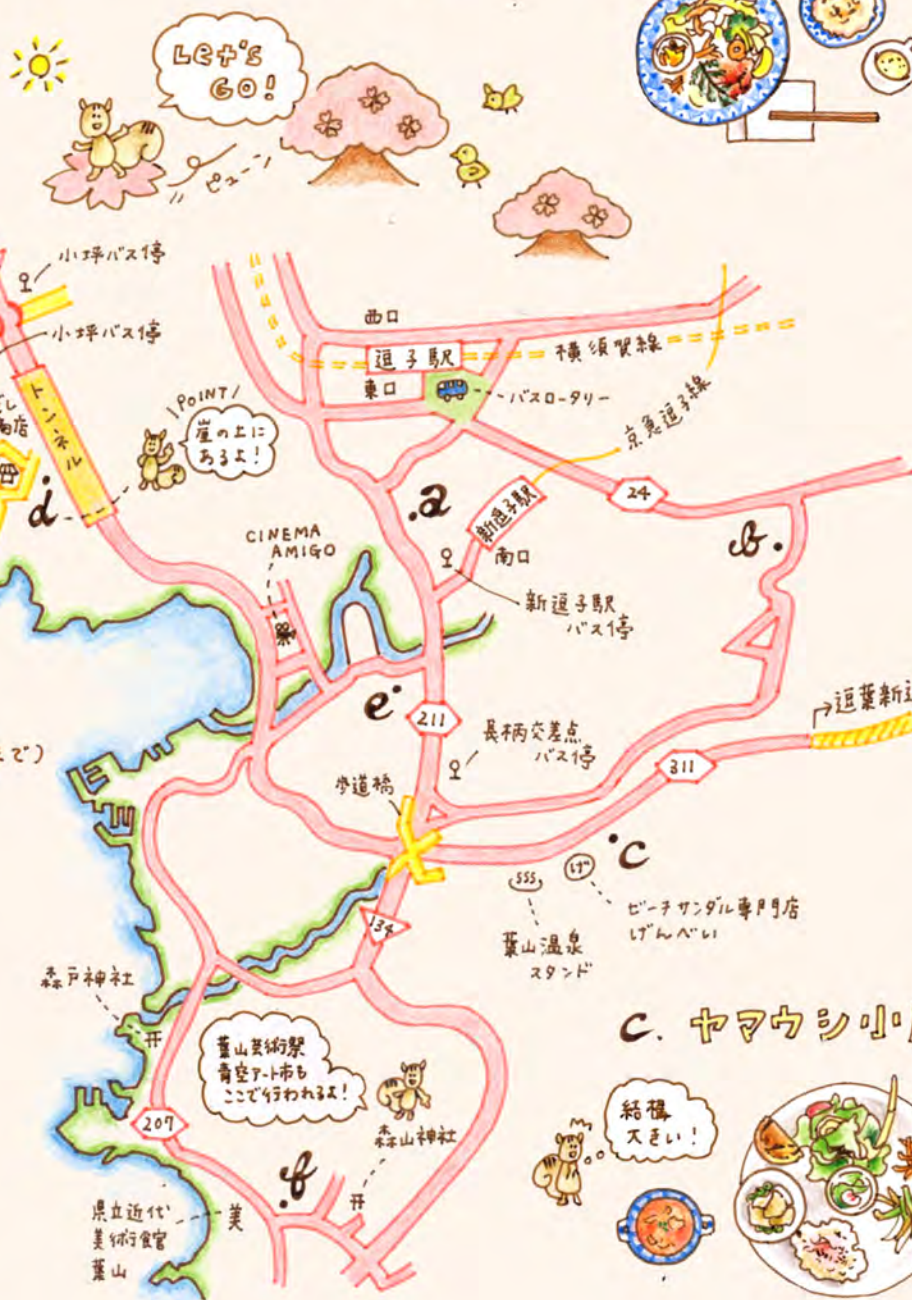 Let's
GO!
ピューン
小坪バス停
小坪バス停
トンネル
POINT
崖の上に
あるよ!
d
西口
逗子駅
横須賀線
東口
バスロータリー
京急逗子線
24
a
新逗子駅
南口
b.
CINEMA
AMIGO
新逗子駅
バス停
e
211
長柄交差点
バス停
逗葉新逗
311
歩道橋
c
げ
ビーチサンダル専門店
げんべい
葉山温泉
スタンド
134
森戸神社
葉山芸術祭
青空アート市も
ここで行われるよ!
森山神社
207
f
県立近代
美術館
葉山
美
c. ヤマウシ小
結構
大きい!